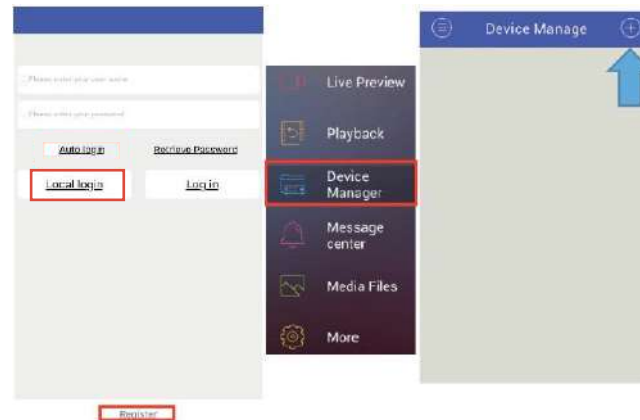 Please enter your user name
Please enter your password
Auto login
Retrieve Password
Local login
Log in
Register
Live Preview
Playback
Device
Manager
Message
center
Media Files
More
Device Manage